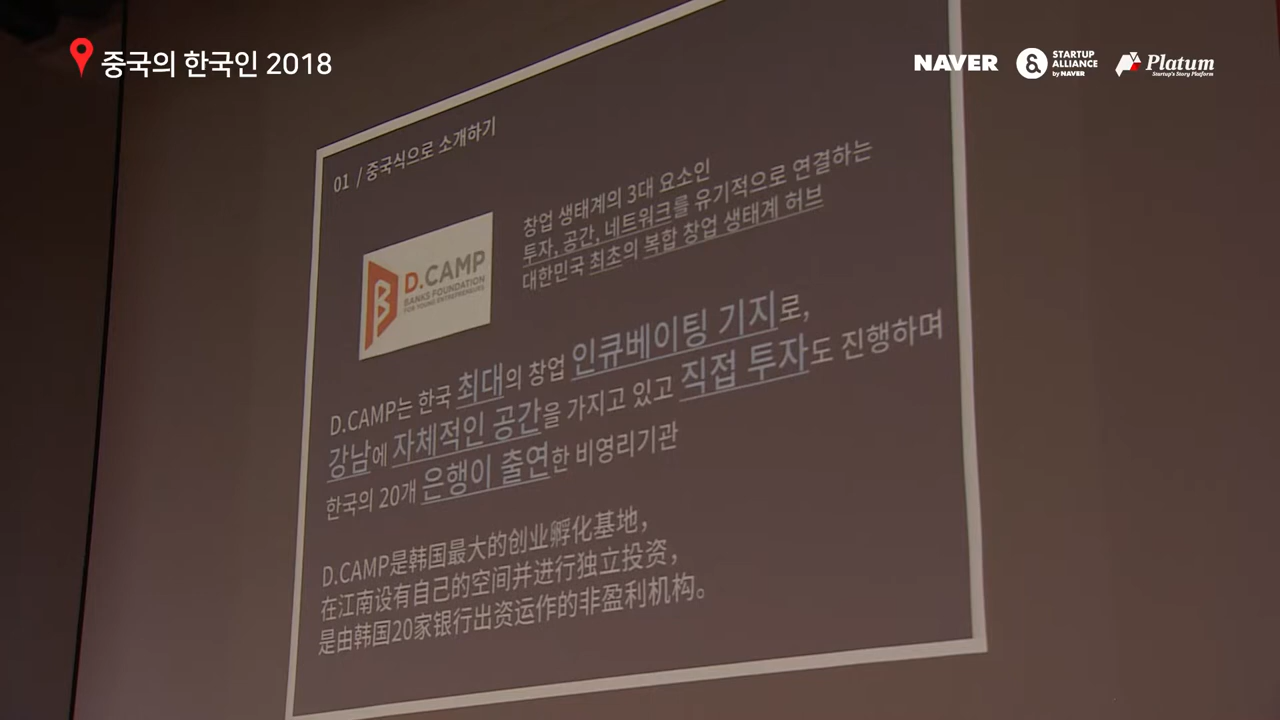 중국의 한국인 2018
NAVER
&
STARTUP
ALLIANCE
by NAVER
Platum
Startup's Story Platform
01 / 중국식으로 소개하기
D.CAMP
BANKS FOUNDATION
FOR YOUNG ENTREPRENEURS
창업 생태계의 3대 요소인
투자, 공간, 네트워크를 유기적으로 연결하는
대한민국 최초의 복합 창업 생태계 허브
D.CAMP는 한국 최대의 창업 인큐베이팅 기지로,
강남에 자체적인 공간을 가지고 있고 직접 투자도 진행하며
한국의 20개 은행이 출연한 비영리기관
D.CAMP是韩国最大的创业孵化基地，
在江南设有自己的空间并进行独立投资，
是由韩国20家银行出资运作的非盈利机构。